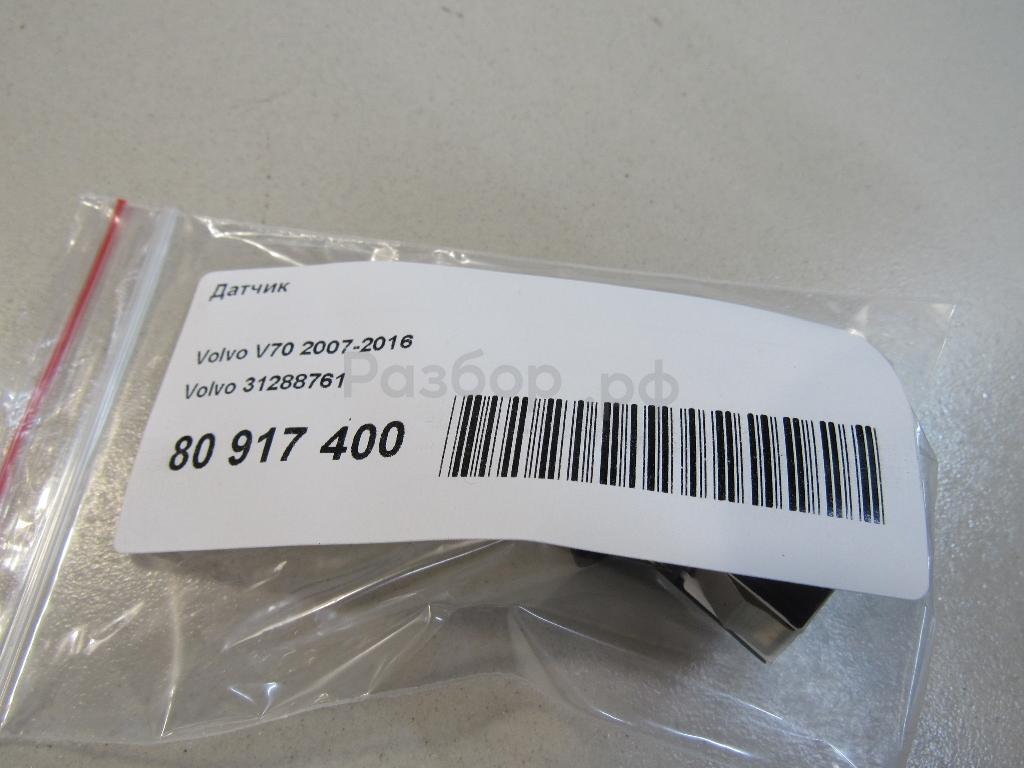 Датчик
Volvo V70 2007-2016
Volvo 31288761
Разбор.рф
80 917 400